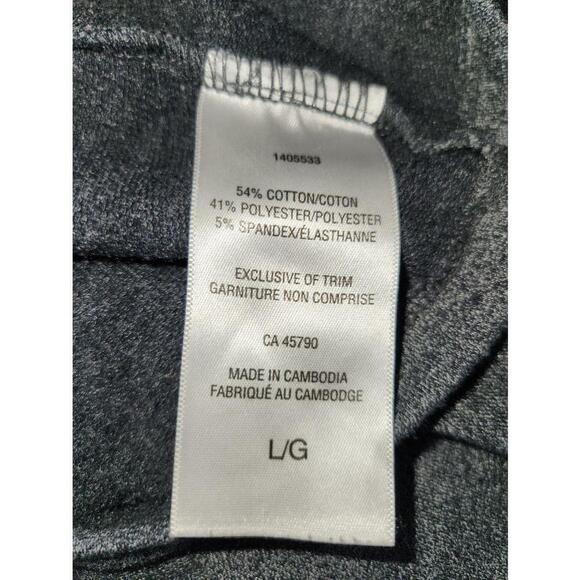 1405533
54% COTTON/COTON
41% POLYESTER/POLYESTER
5% SPANDEX/ÉLASTHANNE
EXCLUSIVE OF TRIM
GARNITURE NON COMPRISE
CA 45790
MADE IN CAMBODIA
FABRIQUÉ AU CAMBODGE
L/G